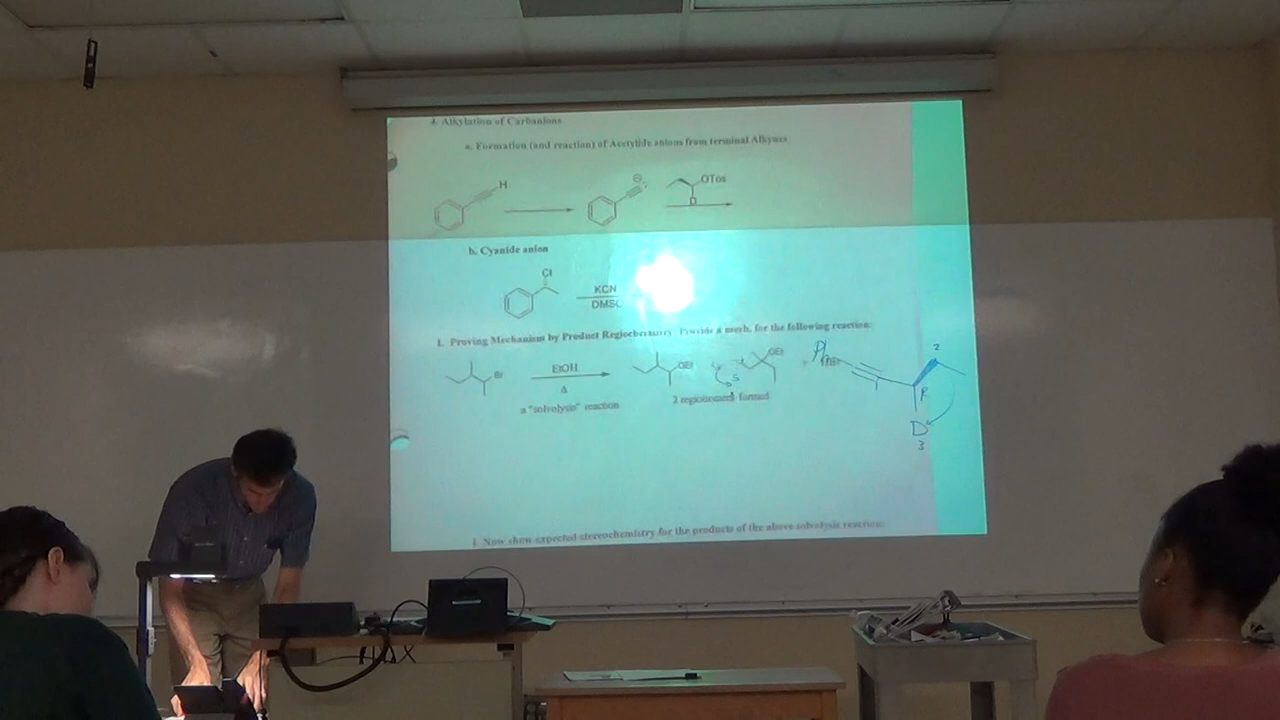 4. Alkylation of Carbanions
a. Formation (and reaction) of Acetylide anions from terminal Alkynes
H
OTos
D
b. Cyanide anion
Cl
KCN
DMSO
1. Proving Mechanism by Product Regiochemistry Provide a mech. for the following reaction:
Br
EtOH
Δ
a "solvolysis" reaction
OEt
S
OEt
2 regioisomers formed
Ph
2
R
D
3
Now show expected stereochemistry for the products of the above solvolysis reaction: